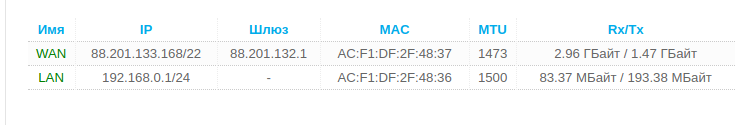 Имя IP Шлюз MAC MTU Rx/Tx
WAN 88.201.133.168/22 88.201.132.1 AC:F1:DF:2F:48:37 1473 2.96 ГБайт / 1.47 ГБайт
LAN 192.168.0.1/24 - AC:F1:DF:2F:48:36 1500 83.37 МБайт / 193.38 МБайт